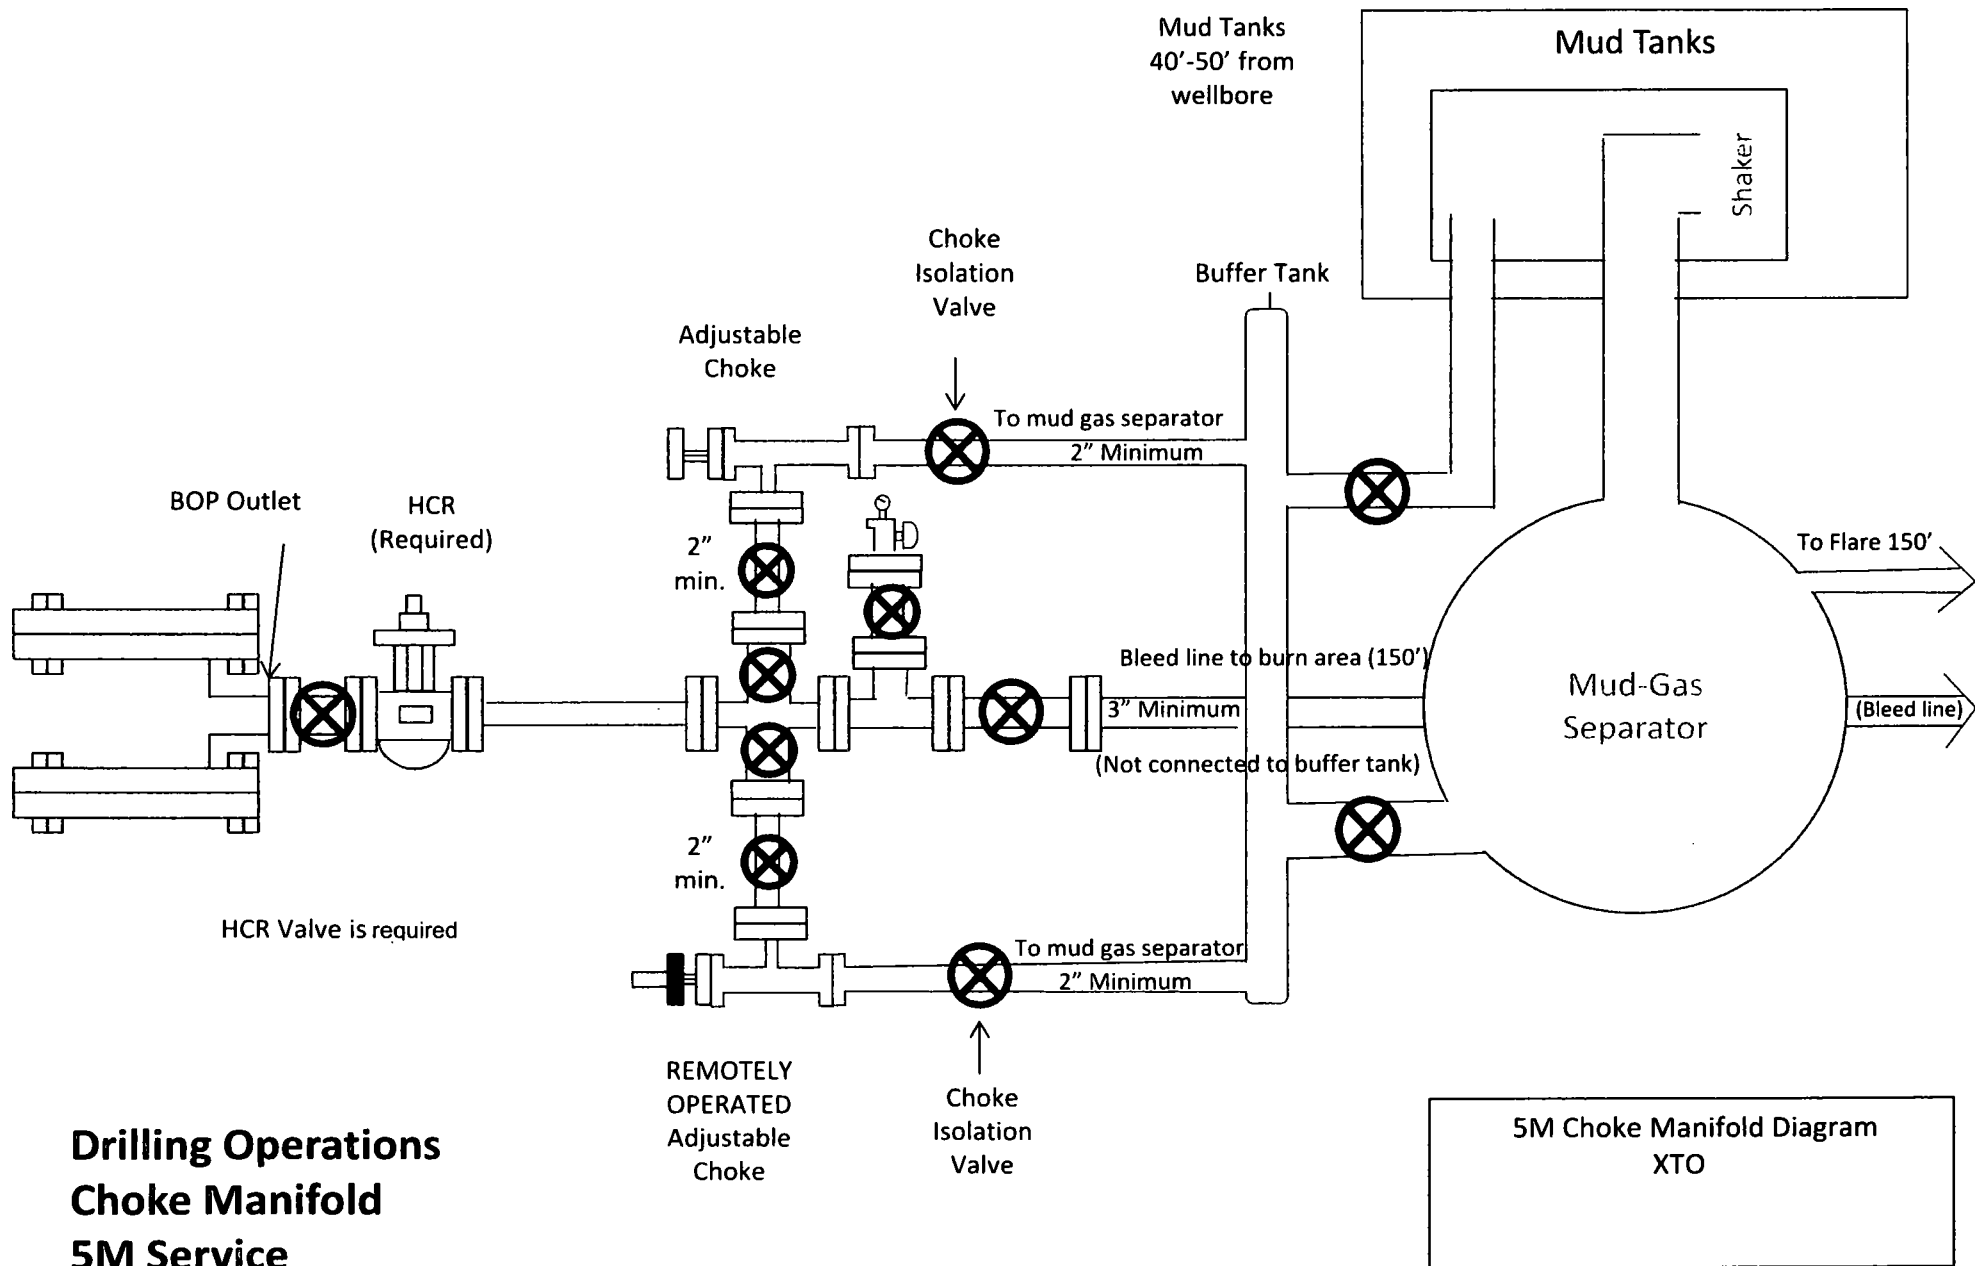 Mud Tanks
40'-50' from
wellbore
Mud Tanks
Shaker
Choke
Isolation
Valve
Buffer Tank
Adjustable
Choke
To mud gas separator
2" Minimum
BOP Outlet
HCR
(Required)
2"
min.
To Flare 150'
Bleed line to burn area (150')
3" Minimum
(Not connected to buffer tank)
Mud-Gas
Separator
(Bleed line)
2"
min.
HCR Valve is required
To mud gas separator
2" Minimum
REMOTELY
OPERATED
Adjustable
Choke
Choke
Isolation
Valve
Drilling Operations
Choke Manifold
5M Service
5M Choke Manifold Diagram
XTO